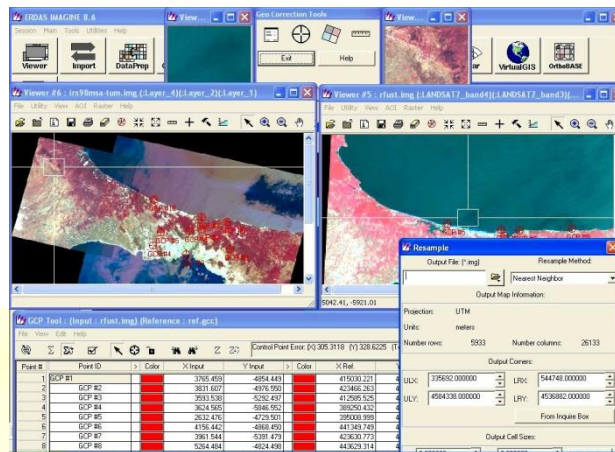 ERDAS IMAGINE 8.6
Session Main Tools Utilities Help
Viewer
Import
DataPrep
View...
Geo Correction Tools
Exit
Help
View...
VirtualGIS
OrthoBASE
Viewer #6 : irs90msa-tum.img (:Layer_4)(:Layer_2)(:Layer_1)
File Utility View AOI Raster Help
Viewer #5 : rfust.img (:LANDSAT7_band4)(:LANDSAT7_band3)(...
File Utility View AOI Raster Help
5042.41, -5921.01
Resample
Output File: (*.img)
Resample Method:
Nearest Neighbor
Output Map Information:
Projection: UTM
Units: meters
Number rows: 5933 Number columns: 26133
Output Corners:
ULX: 335692.000000 LRX: 544748.000000
ULY: 4584338.000000 LRY: 4536882.000000
From Inquire Box
Output Cell Sizes:
GCP Tool : (Input : rfust.img) (Reference : ref.gcc)
File View Edit Help
Control Point Error: (X) 305.3118 (Y) 328.6225
Point # Point ID > Color X Input Y Input > Color X Ref.
1 GCP #1 3765.459 -4854.449 415030.221
2 GCP #2 3831.607 -4976.550 423466.263
3 GCP #3 3593.538 -5292.497 412585.525
4 GCP #4 3624.565 -5846.552 389250.432
5 GCP #5 2632.476 -4729.501 395008.999
6 GCP #6 4156.442 -4868.450 441349.749
7 GCP #7 3961.544 -5391.479 423630.773
8 GCP #8 5264.484 -4824.498 443629.314